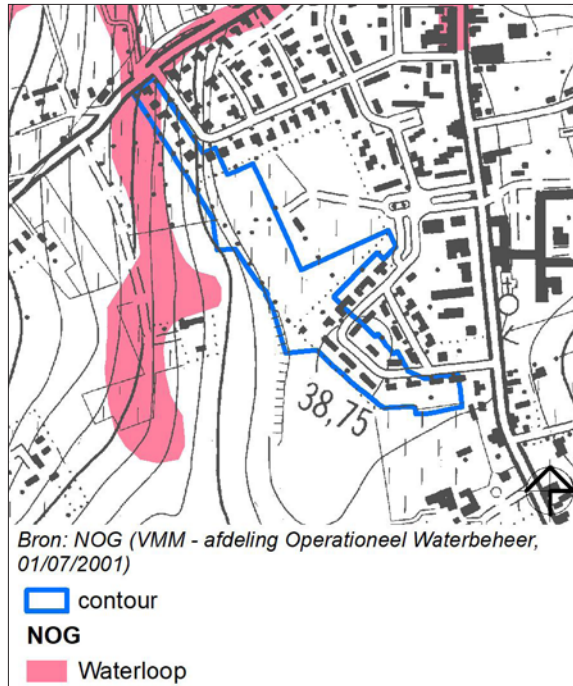 38,75
Bron: NOG (VMM - afdeling Operationeel Waterbeheer,
01/07/2001)
contour
NOG
Waterloop